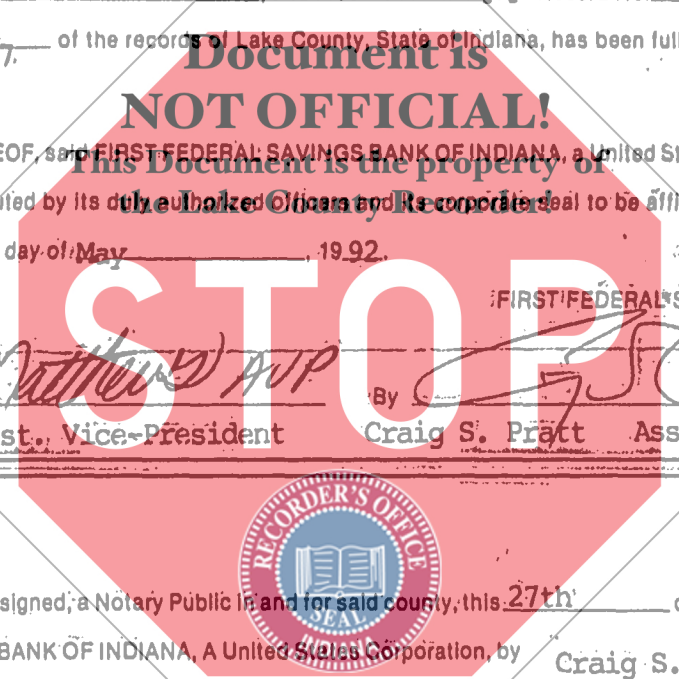 7. of the records of Lake County, State of Indiana, has been full
Document is
NOT OFFICIAL!
EOF, said FIRST FEDERAL SAVINGS BANK OF INDIANA, a United St
This Document is the property of
uted by its duly authorized officers and its corporate seal to be affi
the Lake County Recorder!
day of May, 1992.
STOP
FIRST FEDERAL S
Matthews AVP By
st. Vice-President Craig S. Pratt Ass
RECORDER'S OFFICE
SEAL
INDIANA
signed, a Notary Public in and for said county, this 27th
BANK OF INDIANA, A United States Corporation, by Craig S.